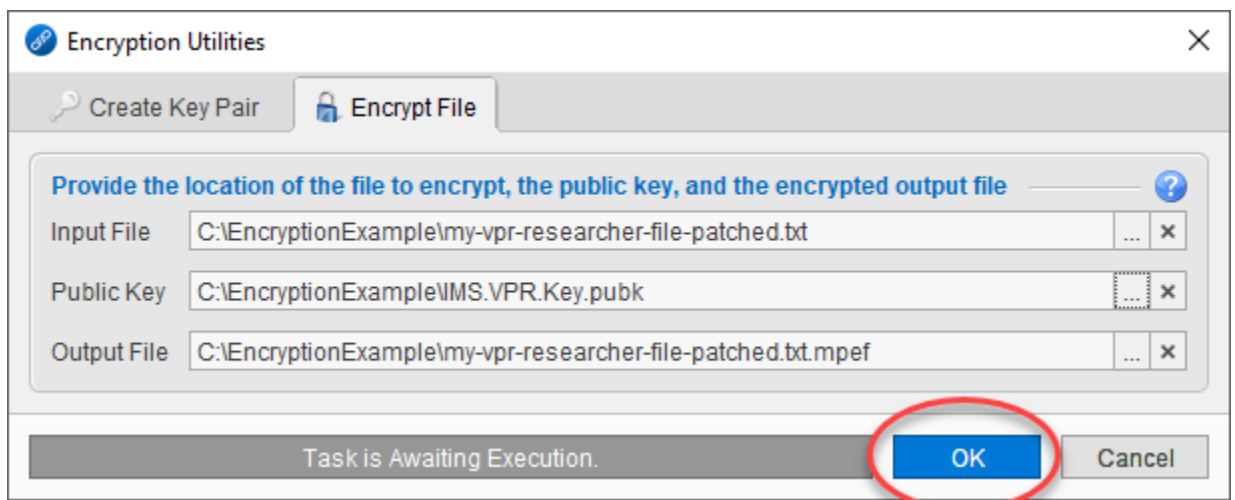 Encryption Utilities
Create Key Pair Encrypt File
Provide the location of the file to encrypt, the public key, and the encrypted output file
Input File C:\EncryptionExample\my-vpr-researcher-file-patched.txt ...
Public Key C:\EncryptionExample\IMS.VPR.Key.pubk ...
Output File C:\EncryptionExample\my-vpr-researcher-file-patched.txt.mpef ...
Task is Awaiting Execution. OK Cancel